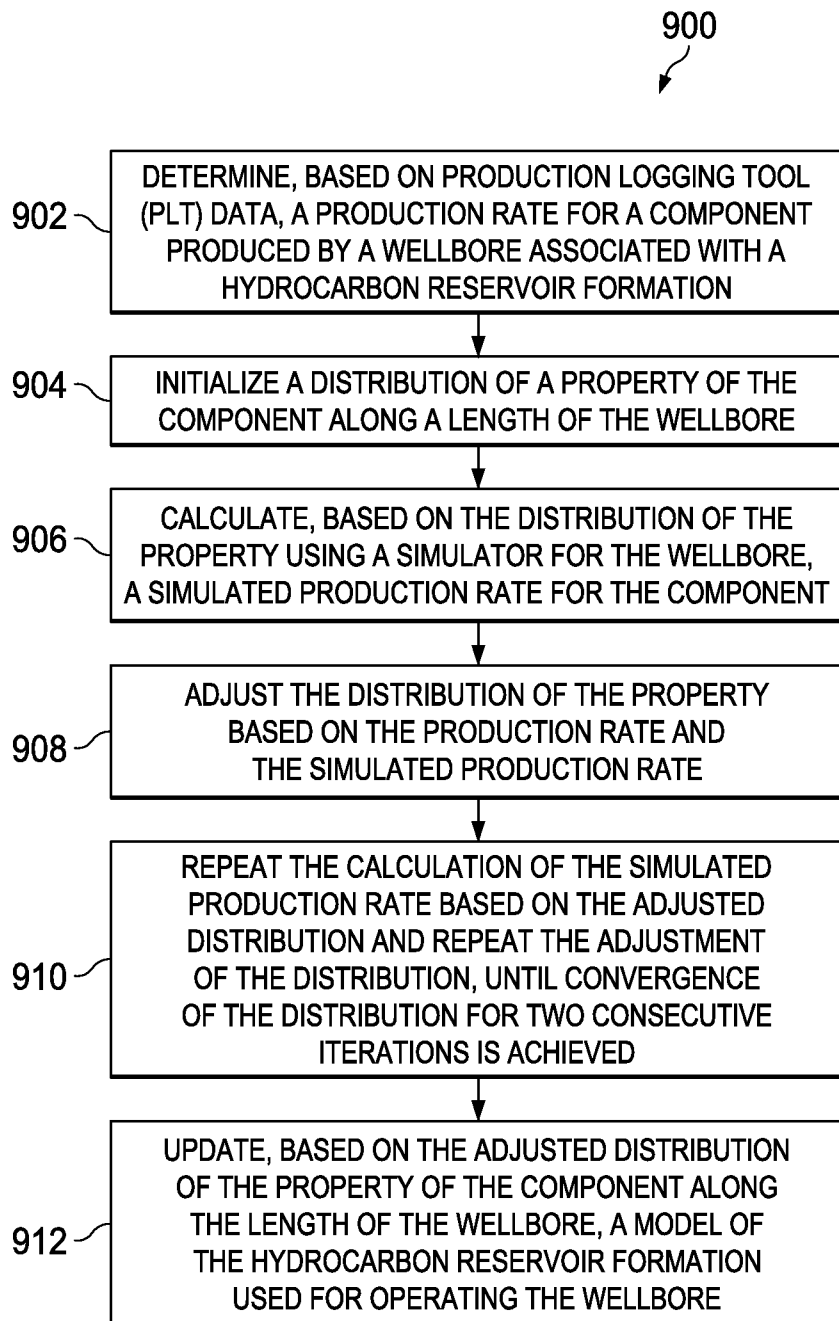 900
902
DETERMINE, BASED ON PRODUCTION LOGGING TOOL
(PLT) DATA, A PRODUCTION RATE FOR A COMPONENT
PRODUCED BY A WELLBORE ASSOCIATED WITH A
HYDROCARBON RESERVOIR FORMATION
904
INITIALIZE A DISTRIBUTION OF A PROPERTY OF THE
COMPONENT ALONG A LENGTH OF THE WELLBORE
906
CALCULATE, BASED ON THE DISTRIBUTION OF THE
PROPERTY USING A SIMULATOR FOR THE WELLBORE,
A SIMULATED PRODUCTION RATE FOR THE COMPONENT
908
ADJUST THE DISTRIBUTION OF THE PROPERTY
BASED ON THE PRODUCTION RATE AND
THE SIMULATED PRODUCTION RATE
910
REPEAT THE CALCULATION OF THE SIMULATED
PRODUCTION RATE BASED ON THE ADJUSTED
DISTRIBUTION AND REPEAT THE ADJUSTMENT
OF THE DISTRIBUTION, UNTIL CONVERGENCE
OF THE DISTRIBUTION FOR TWO CONSECUTIVE
ITERATIONS IS ACHIEVED
912
UPDATE, BASED ON THE ADJUSTED DISTRIBUTION
OF THE PROPERTY OF THE COMPONENT ALONG
THE LENGTH OF THE WELLBORE, A MODEL OF
THE HYDROCARBON RESERVOIR FORMATION
USED FOR OPERATING THE WELLBORE